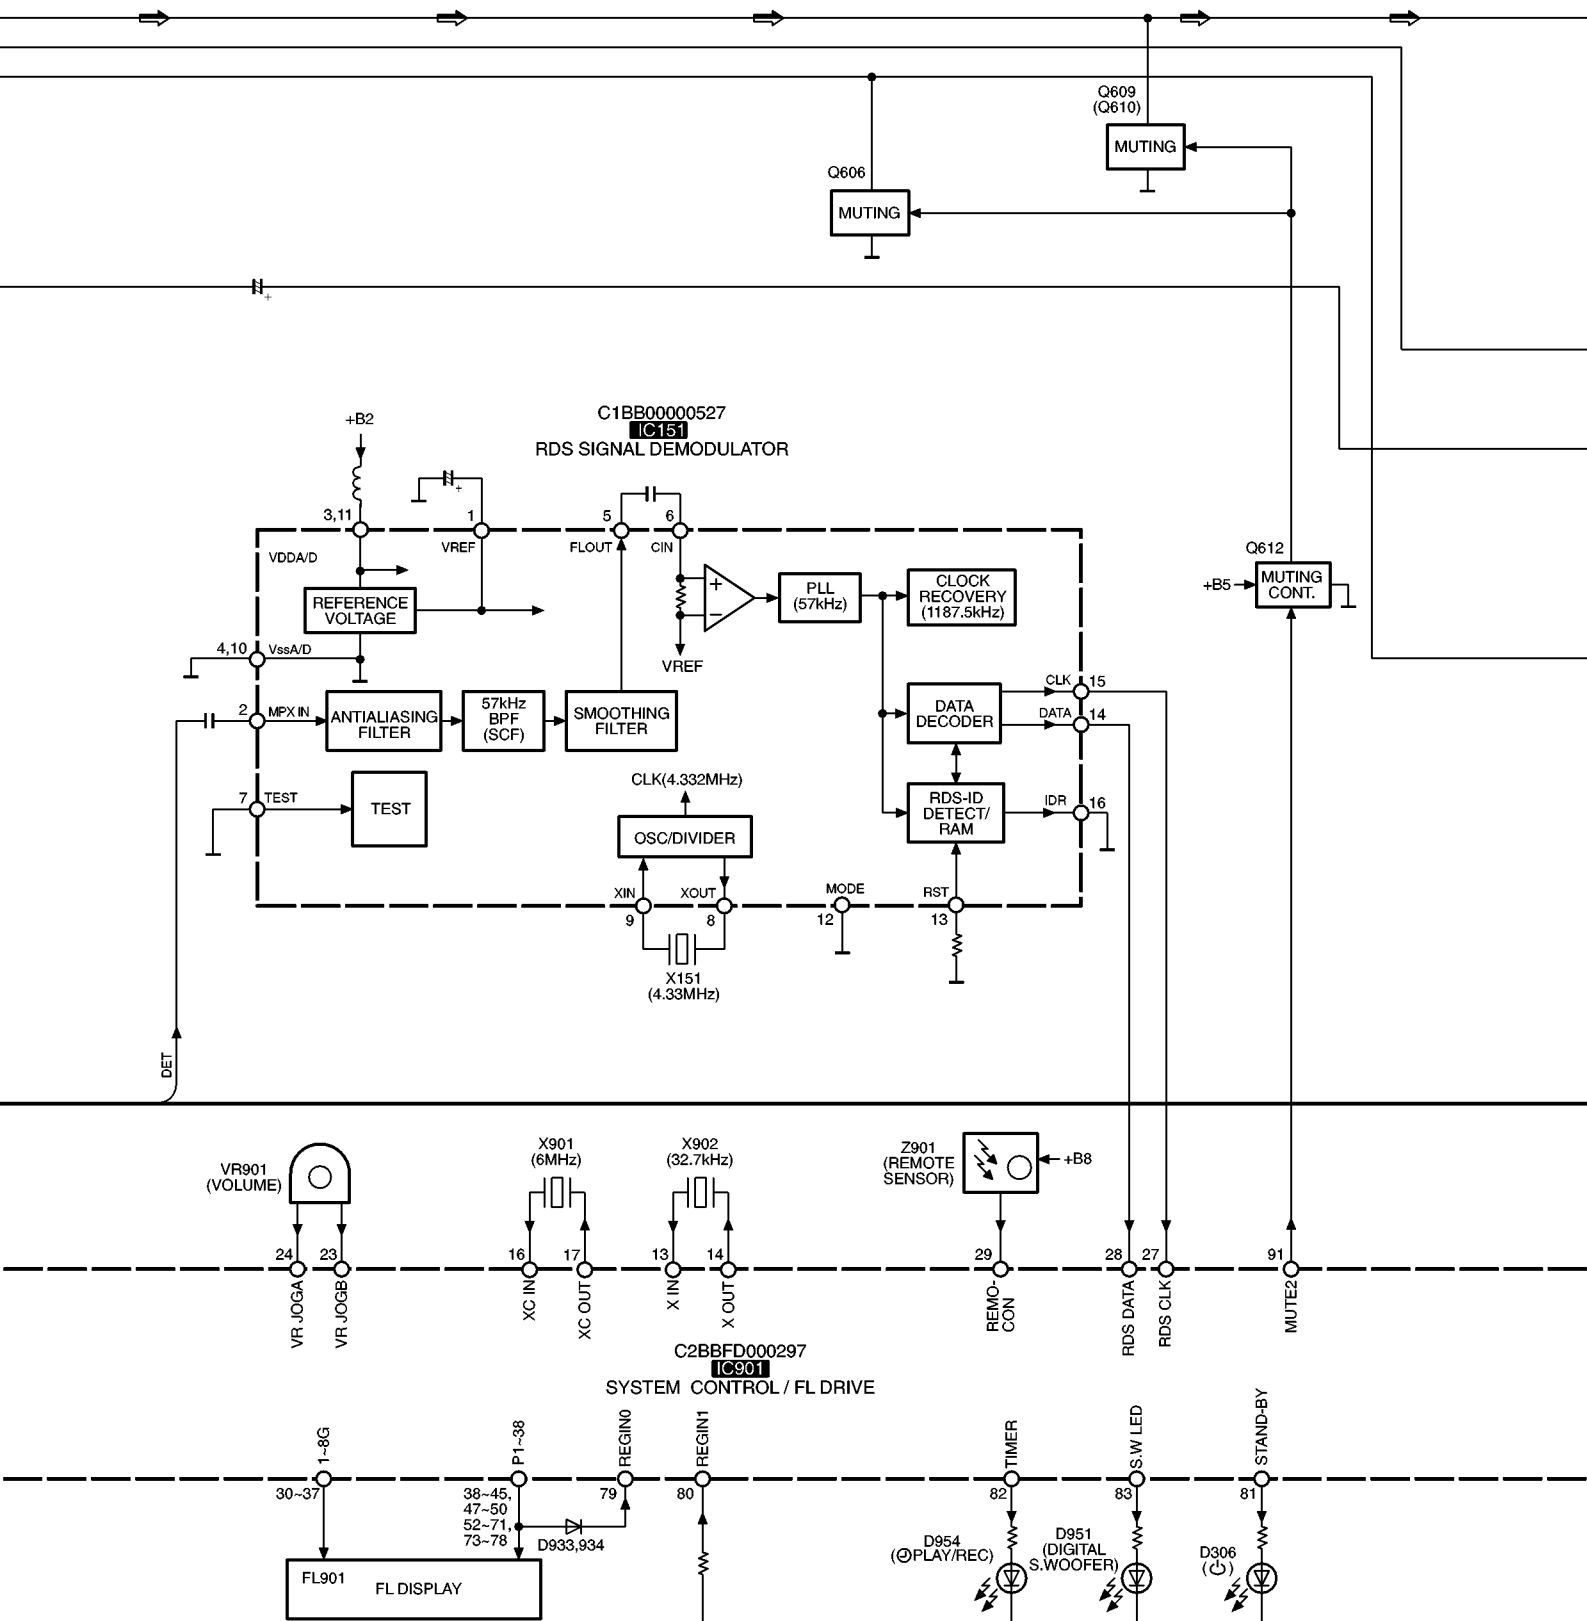 Q609
(Q610)
MUTING
Q606
MUTING
+
C1BB00000527
IC151
RDS SIGNAL DEMODULATOR
+B2
+
3,11
1
5
6
VDDA/D
VREF
FLOUT
CIN
REFERENCE
VOLTAGE
+
−
PLL
(57kHz)
CLOCK
RECOVERY
(1187.5kHz)
VREF
4,10
VssA/D
2
MPX IN
ANTIALIASING
FILTER
57kHz
BPF
(SCF)
SMOOTHING
FILTER
DATA
DECODER
CLK
15
DATA
14
7
TEST
TEST
CLK(4.332MHz)
OSC/DIVIDER
RDS-ID
DETECT/
RAM
IDR
16
XIN
XOUT
MODE
RST
9
8
12
13
X151
(4.33MHz)
Q612
+B5
MUTING
CONT.
DET
VR901
(VOLUME)
X901
(6MHz)
X902
(32.7kHz)
Z901
(REMOTE
SENSOR)
+B8
24
23
16
17
13
14
29
28
27
91
VR JOGA
VR JOGB
XC IN
XC OUT
X IN
X OUT
REMO-
CON
RDS DATA
RDS CLK
MUTE2
C2BBFD000297
IC901
SYSTEM CONTROL / FL DRIVE
1~8G
P1~38
REGIN0
REGIN1
TIMER
S.W LED
STAND-BY
30~37
38~45,
47~50
52~71,
73~78
79
80
82
83
81
D933,934
D954
(PLAY/REC)
D951
(DIGITAL
S.WOOFER)
D306
(⏻)
FL901
FL DISPLAY